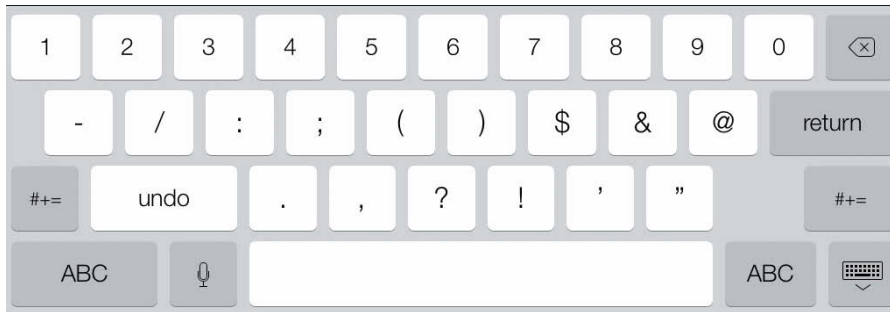 1 2 3 4 5 6 7 8 9 0
- / : ; ( ) $ & @ return
#+= undo . , ? ! ’ ” #+=
ABC ABC